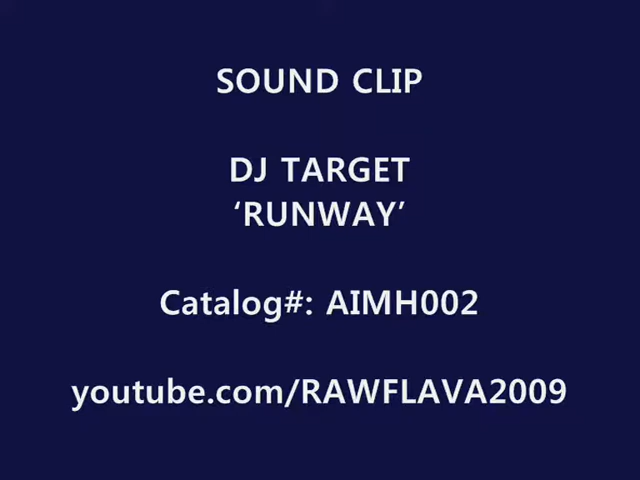 SOUND CLIP
DJ TARGET
‘RUNWAY’
Catalog#: AIMH002
youtube.com/RAWFLAVA2009